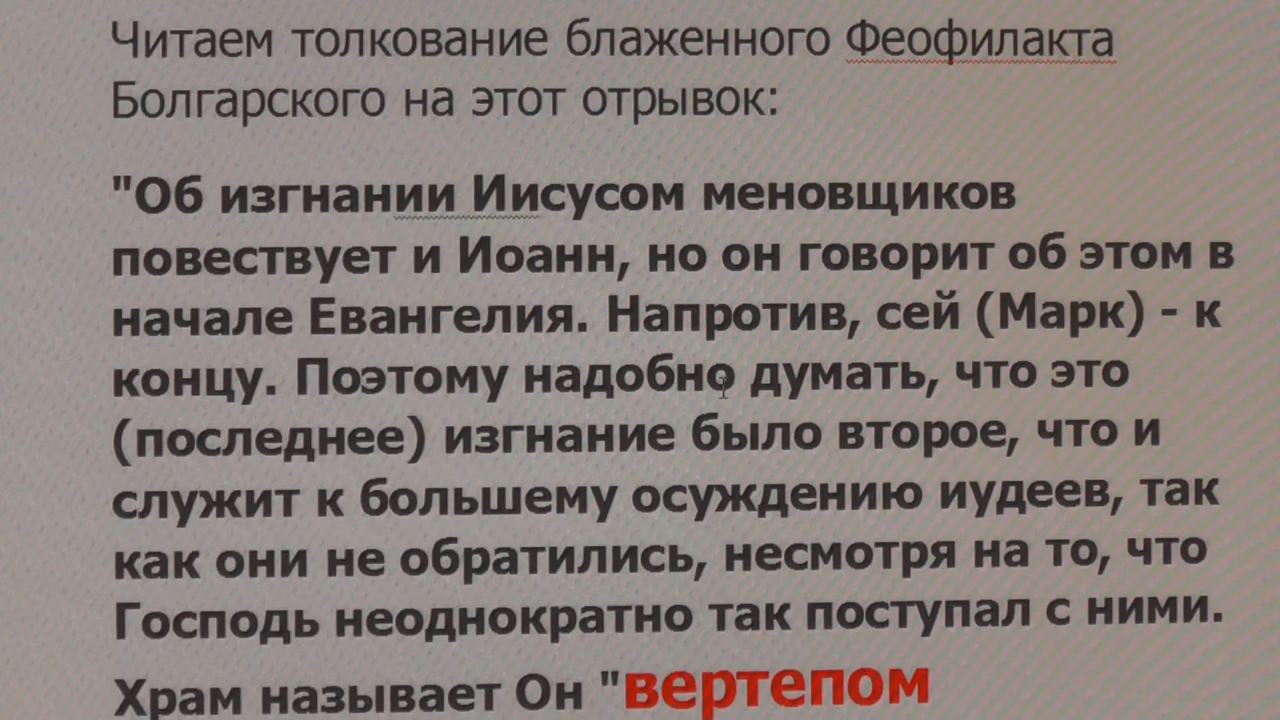 Читаем толкование блаженного Феофилакта
Болгарского на этот отрывок:
"Об изгнании Иисусом меновщиков
повествует и Иоанн, но он говорит об этом в
начале Евангелия. Напротив, сей (Марк) - к
концу. Поэтому надобно думать, что это
(последнее) изгнание было второе, что и
служит к большему осуждению иудеев, так
как они не обратились, несмотря на то, что
Господь неоднократно так поступал с ними.
Храм называет Он "вертепом